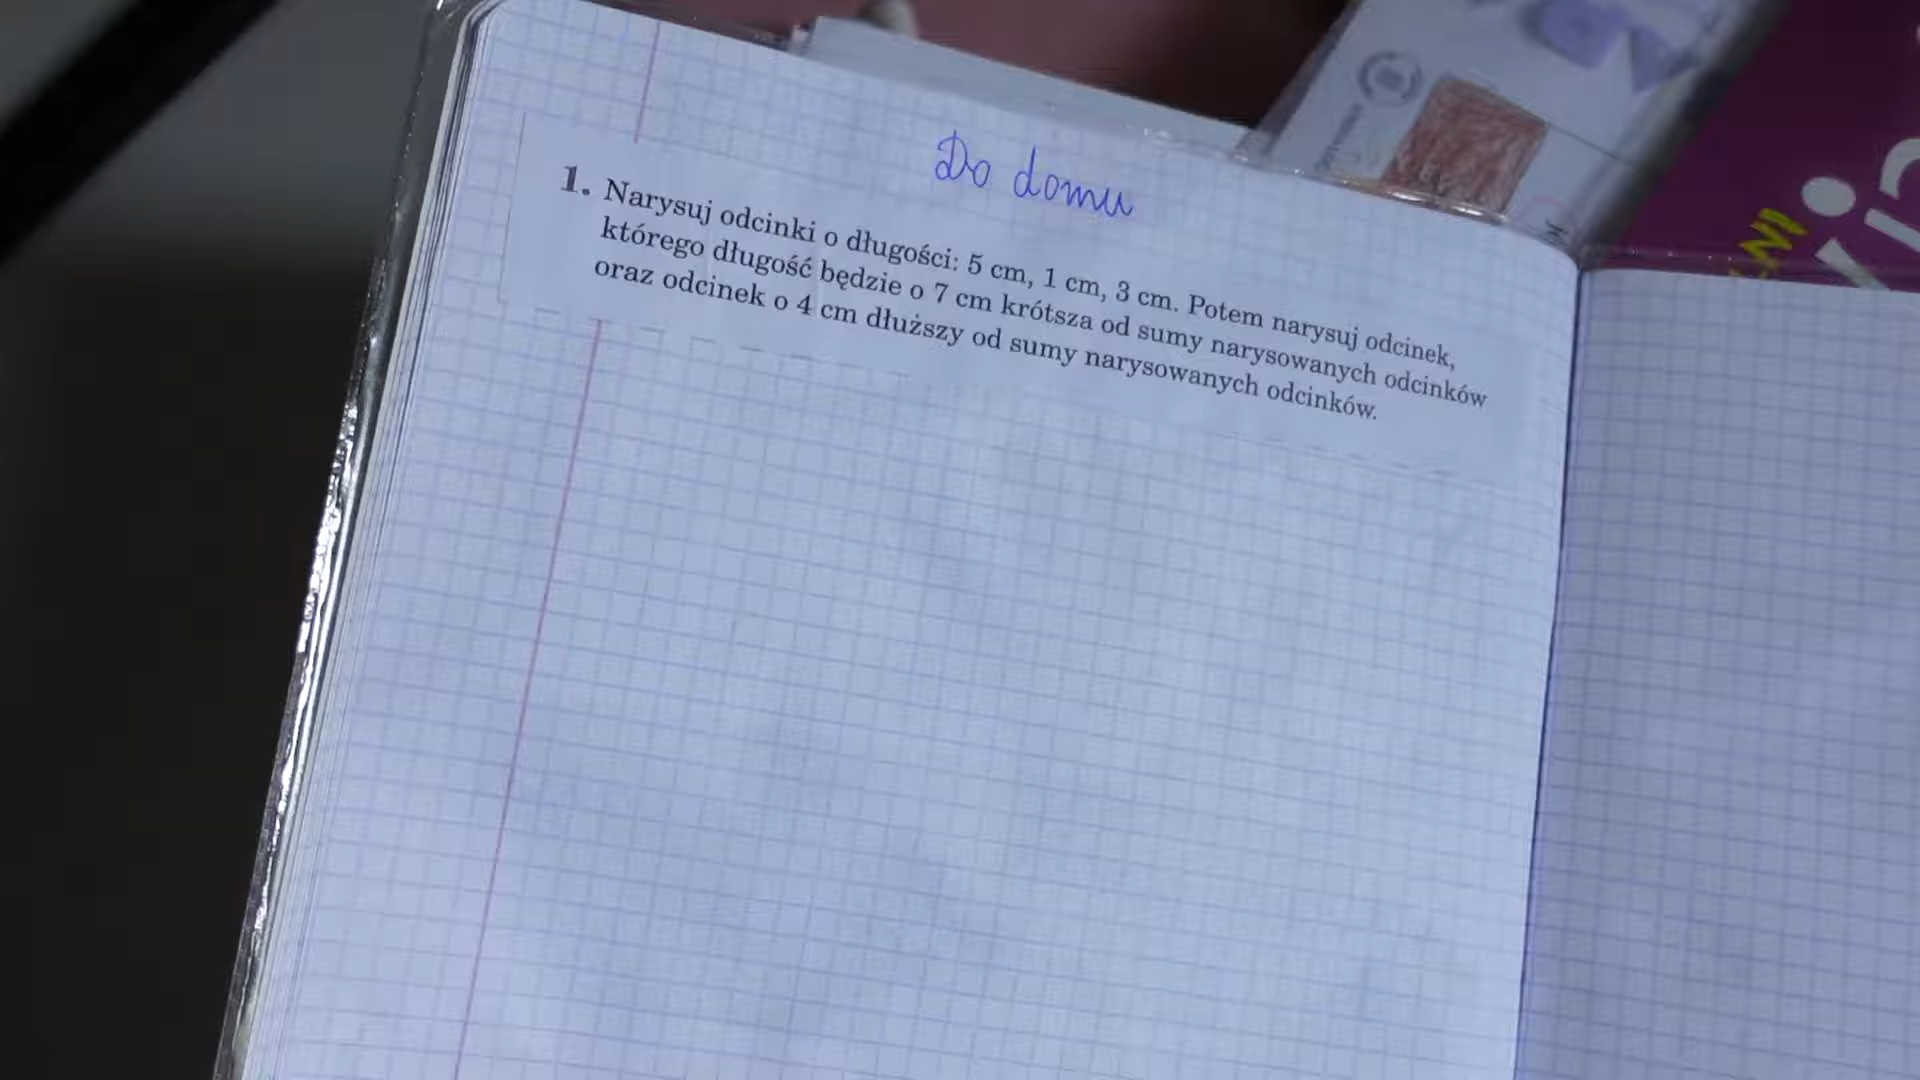 Do domu
1. Narysuj odcinki o długości: 5 cm, 1 cm, 3 cm. Potem narysuj odcinek,
którego długość będzie o 7 cm krótsza od sumy narysowanych odcinków
oraz odcinek o 4 cm dłuższy od sumy narysowanych odcinków.